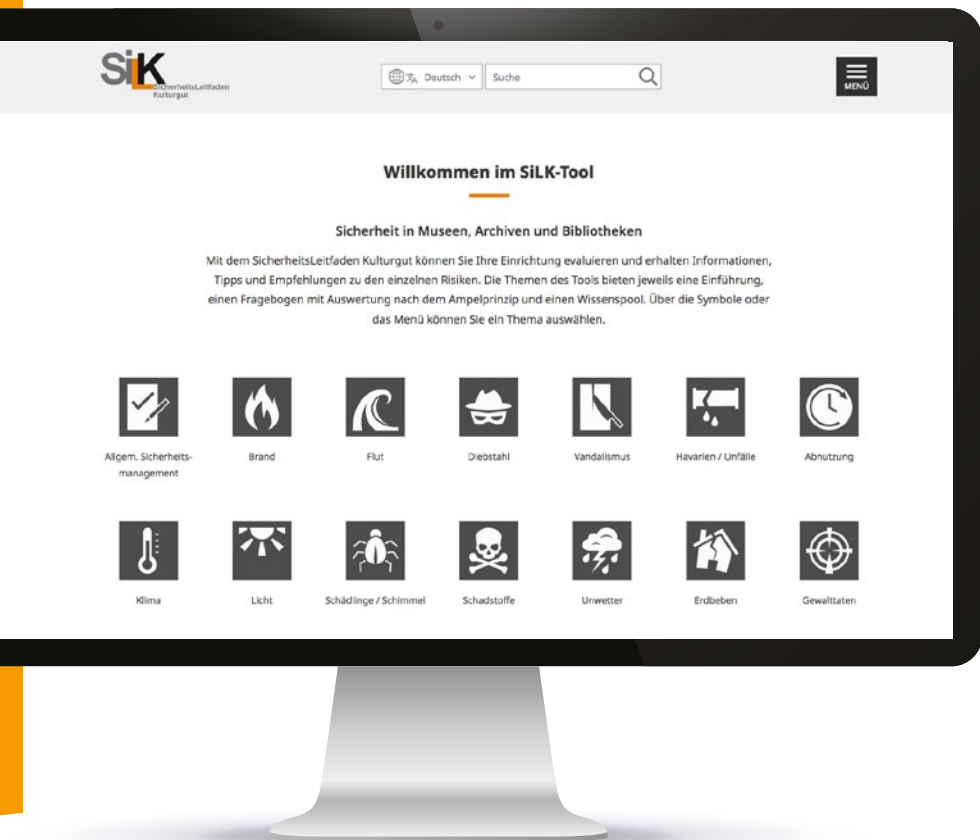 SiLK
SicherheitsLeitfaden
Kulturgut
Deutsch
Suche
MENÜ
Willkommen im SiLK-Tool
Sicherheit in Museen, Archiven und Bibliotheken
Mit dem SicherheitsLeitfaden Kulturgut können Sie Ihre Einrichtung evaluieren und erhalten Informationen,
Tipps und Empfehlungen zu den einzelnen Risiken. Die Themen des Tools bieten jeweils eine Einführung,
einen Fragebogen mit Auswertung nach dem Ampelprinzip und einen Wissenspool. Über die Symbole oder
das Menü können Sie ein Thema auswählen.
Allgem. Sicherheits-
management
Brand
Flut
Diebstahl
Vandalismus
Havarien / Unfälle
Abnutzung
Klima
Licht
Schädlinge / Schimmel
Schadstoffe
Unwetter
Erdbeben
Gewalttaten